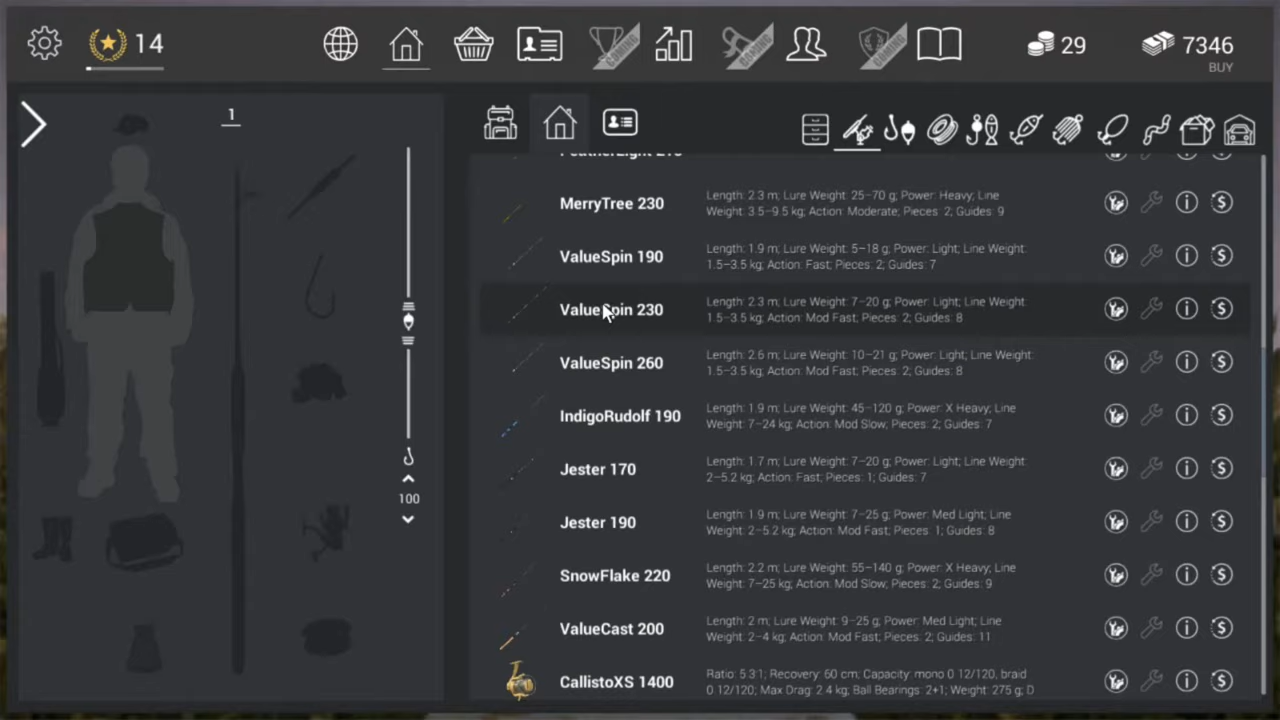 14
COMING
COMING
COMING
29
7346
BUY
1
100
FeatherLight 210
MerryTree 230
Length: 2.3 m; Lure Weight: 25–70 g; Power: Heavy; Line
Weight: 3.5–9.5 kg; Action: Moderate; Pieces: 2; Guides: 9
ValueSpin 190
Length: 1.9 m; Lure Weight: 5–18 g; Power: Light; Line Weight:
1.5–3.5 kg; Action: Fast; Pieces: 2; Guides: 7
ValueSpin 230
Length: 2.3 m; Lure Weight: 7–20 g; Power: Light; Line Weight:
1.5–3.5 kg; Action: Mod Fast; Pieces: 2; Guides: 8
ValueSpin 260
Length: 2.6 m; Lure Weight: 10–21 g; Power: Light; Line Weight:
1.5–3.5 kg; Action: Mod Fast; Pieces: 2; Guides: 8
IndigoRudolf 190
Length: 1.9 m; Lure Weight: 45–120 g; Power: X Heavy; Line
Weight: 7–24 kg; Action: Mod Slow; Pieces: 2; Guides: 7
Jester 170
Length: 1.7 m; Lure Weight: 7–20 g; Power: Light; Line Weight:
2–5.2 kg; Action: Fast; Pieces: 1; Guides: 7
Jester 190
Length: 1.9 m; Lure Weight: 7–25 g; Power: Med Light; Line
Weight: 2–5.2 kg; Action: Mod Fast; Pieces: 1; Guides: 8
SnowFlake 220
Length: 2.2 m; Lure Weight: 55–140 g; Power: X Heavy; Line
Weight: 7–25 kg; Action: Mod Slow; Pieces: 2; Guides: 9
ValueCast 200
Length: 2 m; Lure Weight: 9–25 g; Power: Med Light; Line
Weight: 2–4 kg; Action: Mod Fast; Pieces: 2; Guides: 11
CallistoXS 1400
Ratio: 5.3:1; Recovery: 60 cm; Capacity: mono 0.12/120, braid
0.12/120; Max Drag: 2.4 kg; Ball Bearings: 2+1; Weight: 275 g; D